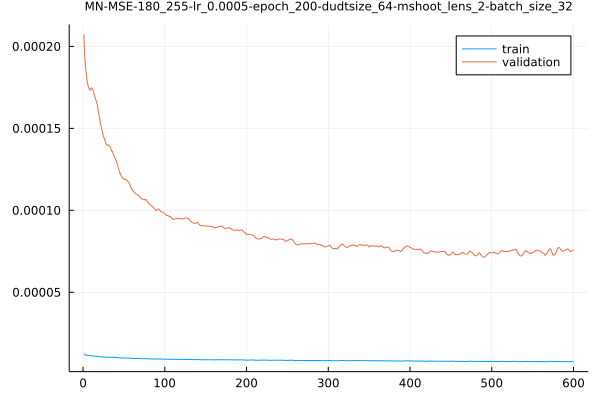 MN-MSE-180_255-lr_0.0005-epoch_200-dudtsize_64-mshoot_lens_2-batch_size_32
train
validation
0.00020
0.00015
0.00010
0.00005
0 100 200 300 400 500 600